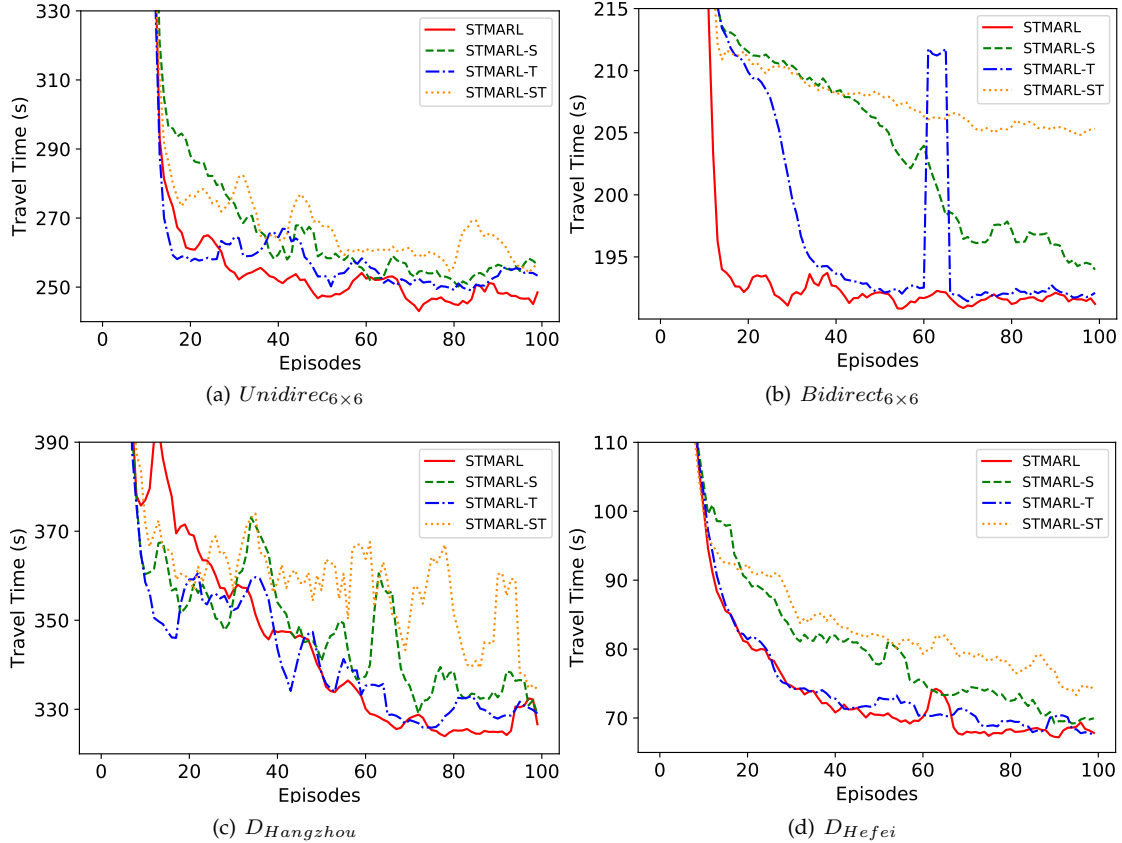 330
310
290
270
250
Travel Time (s)
0 20 40 60 80 100
Episodes
STMARL
STMARL-S
STMARL-T
STMARL-ST
(a) Unidirec6×6
215
210
205
200
195
Travel Time (s)
0 20 40 60 80 100
Episodes
STMARL
STMARL-S
STMARL-T
STMARL-ST
(b) Bidirect6×6
390
370
350
330
Travel Time (s)
0 20 40 60 80 100
Episodes
STMARL
STMARL-S
STMARL-T
STMARL-ST
(c) DHangzhou
110
100
90
80
70
Travel Time (s)
0 20 40 60 80 100
Episodes
STMARL
STMARL-S
STMARL-T
STMARL-ST
(d) DHefei